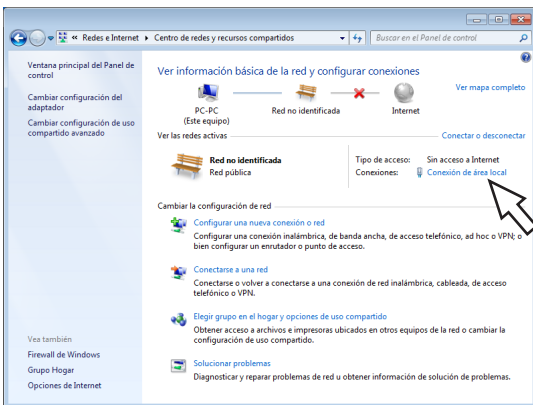 « Redes e Internet ▸ Centro de redes y recursos compartidos
Buscar en el Panel de control
Ventana principal del Panel de
control
Cambiar configuración del
adaptador
Cambiar configuración de uso
compartido avanzado
Ver información básica de la red y configurar conexiones
Ver mapa completo
PC-PC
(Este equipo)
Red no identificada
Internet
Ver las redes activas
Conectar o desconectar
Red no identificada
Red pública
Tipo de acceso: Sin acceso a Internet
Conexiones: Conexión de área local
Cambiar la configuración de red
Configurar una nueva conexión o red
Configurar una conexión inalámbrica, de banda ancha, de acceso telefónico, ad hoc o VPN; o
bien configurar un enrutador o punto de acceso.
Conectarse a una red
Conectarse o volver a conectarse a una conexión de red inalámbrica, cableada, de acceso
telefónico o VPN.
Elegir grupo en el hogar y opciones de uso compartido
Obtener acceso a archivos e impresoras ubicados en otros equipos de la red o cambiar la
configuración de uso compartido.
Solucionar problemas
Diagnosticar y reparar problemas de red u obtener información de solución de problemas.
Vea también
Firewall de Windows
Grupo Hogar
Opciones de Internet